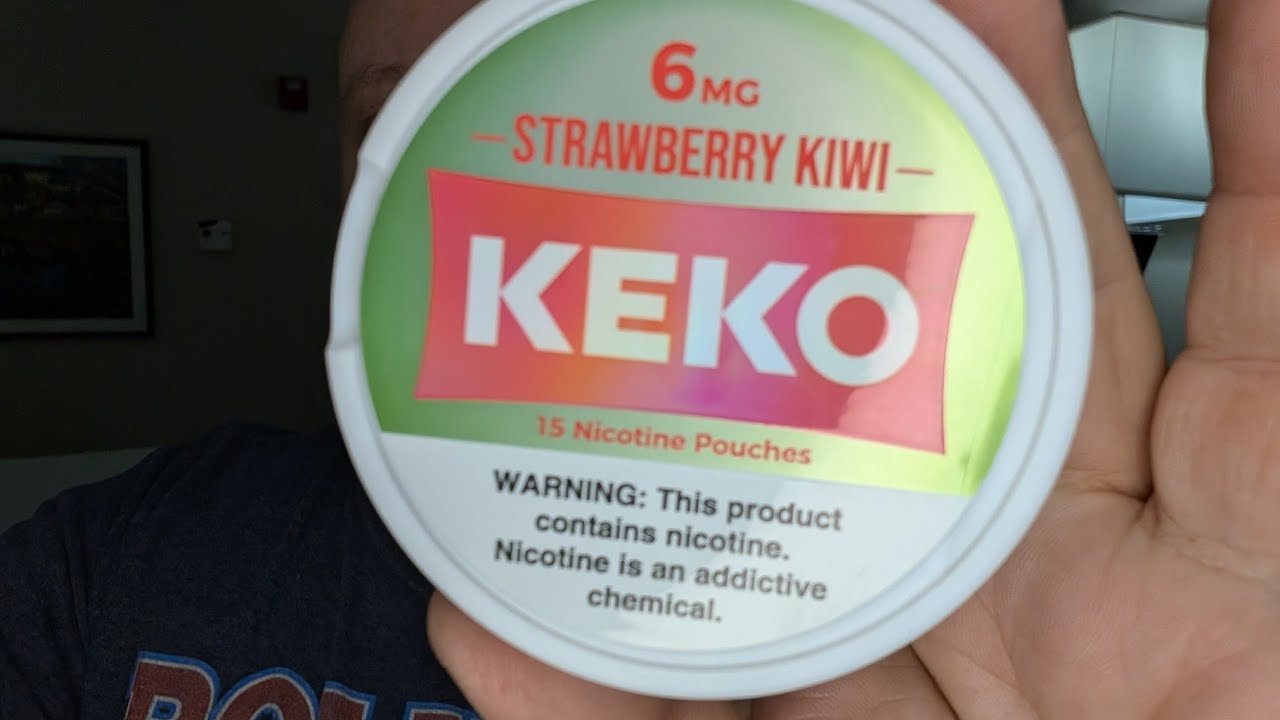 6MG
STRAWBERRY KIWI
KEKO
15 Nicotine Pouches
WARNING: This product
contains nicotine.
Nicotine is an addictive
chemical.